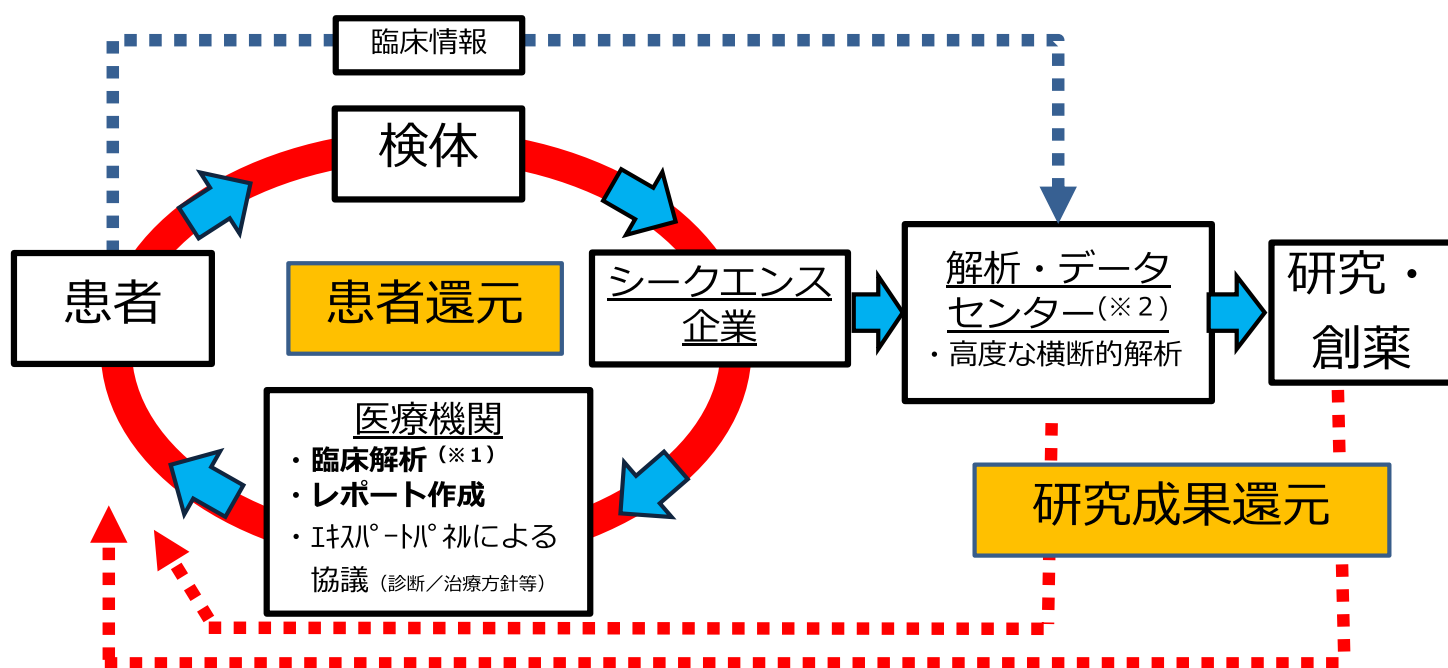 臨床情報
検体
患者
患者還元
シークエンス
企業
解析・データ
センター(※２)
・高度な横断的解析
研究・
創薬
医療機関
・臨床解析(※１)
・レポート作成
・ｴｷｽﾊﾟｰﾄﾊﾟﾈﾙによる
協議（診断／治療方針等）
研究成果還元